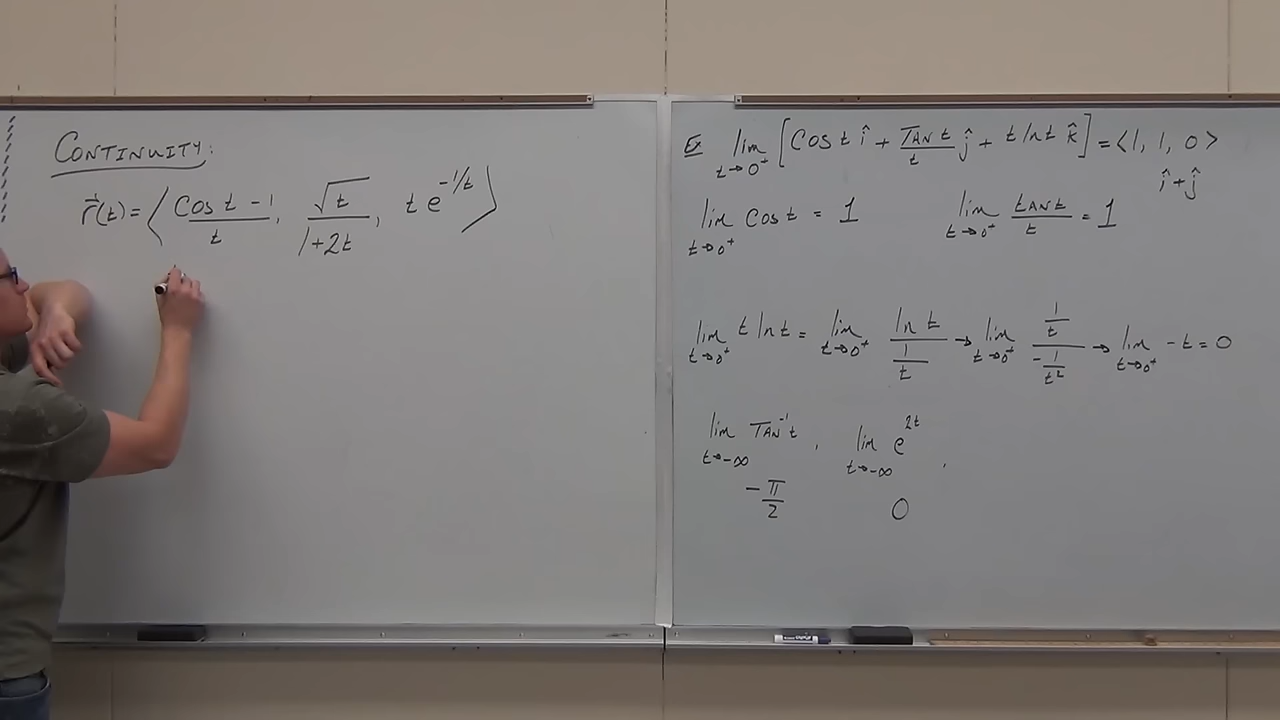 CONTINUITY:
r⃗(t) = ⟨ (cos t - 1)/t, √t/(1+2t), t e^(-1/t) ⟩
Ex lim t→0⁺ [cos t î + (TAN t)/t ĵ + t ln t k̂] = <1, 1, 0>
î + ĵ
lim t→0⁺ cos t = 1
lim t→0⁺ (TAN t)/t = 1
lim t→0⁺ t ln t = lim t→0⁺ (ln t)/(1/t) → lim t→0⁺ (1/t)/(-1/t²) → lim t→0⁺ -t = 0
lim t→-∞ TAN⁻¹ t, lim t→-∞ e^(2t),
-π/2 0